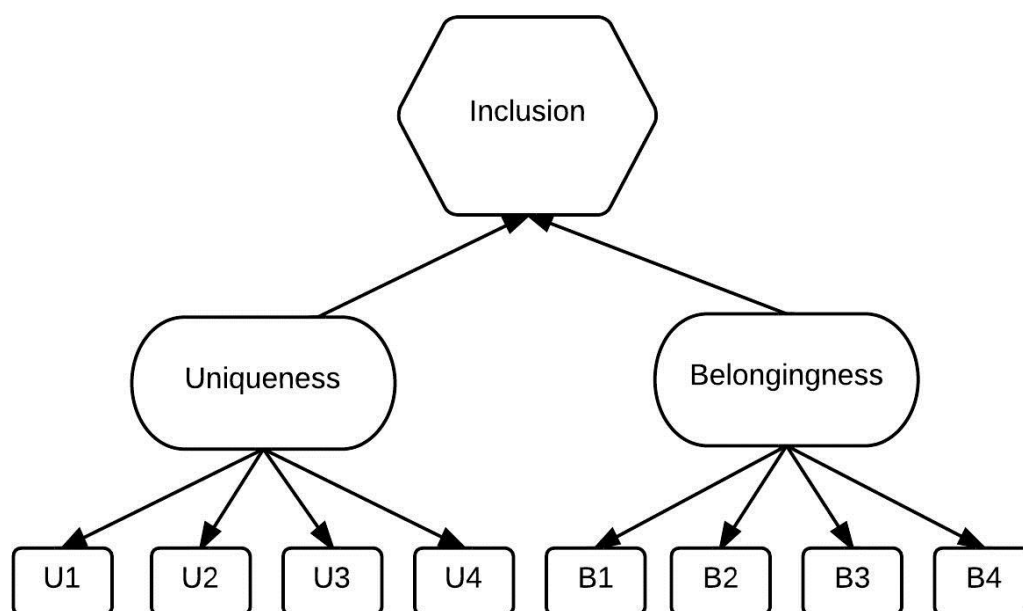 Inclusion
Uniqueness
Belongingness
U1
U2
U3
U4
B1
B2
B3
B4